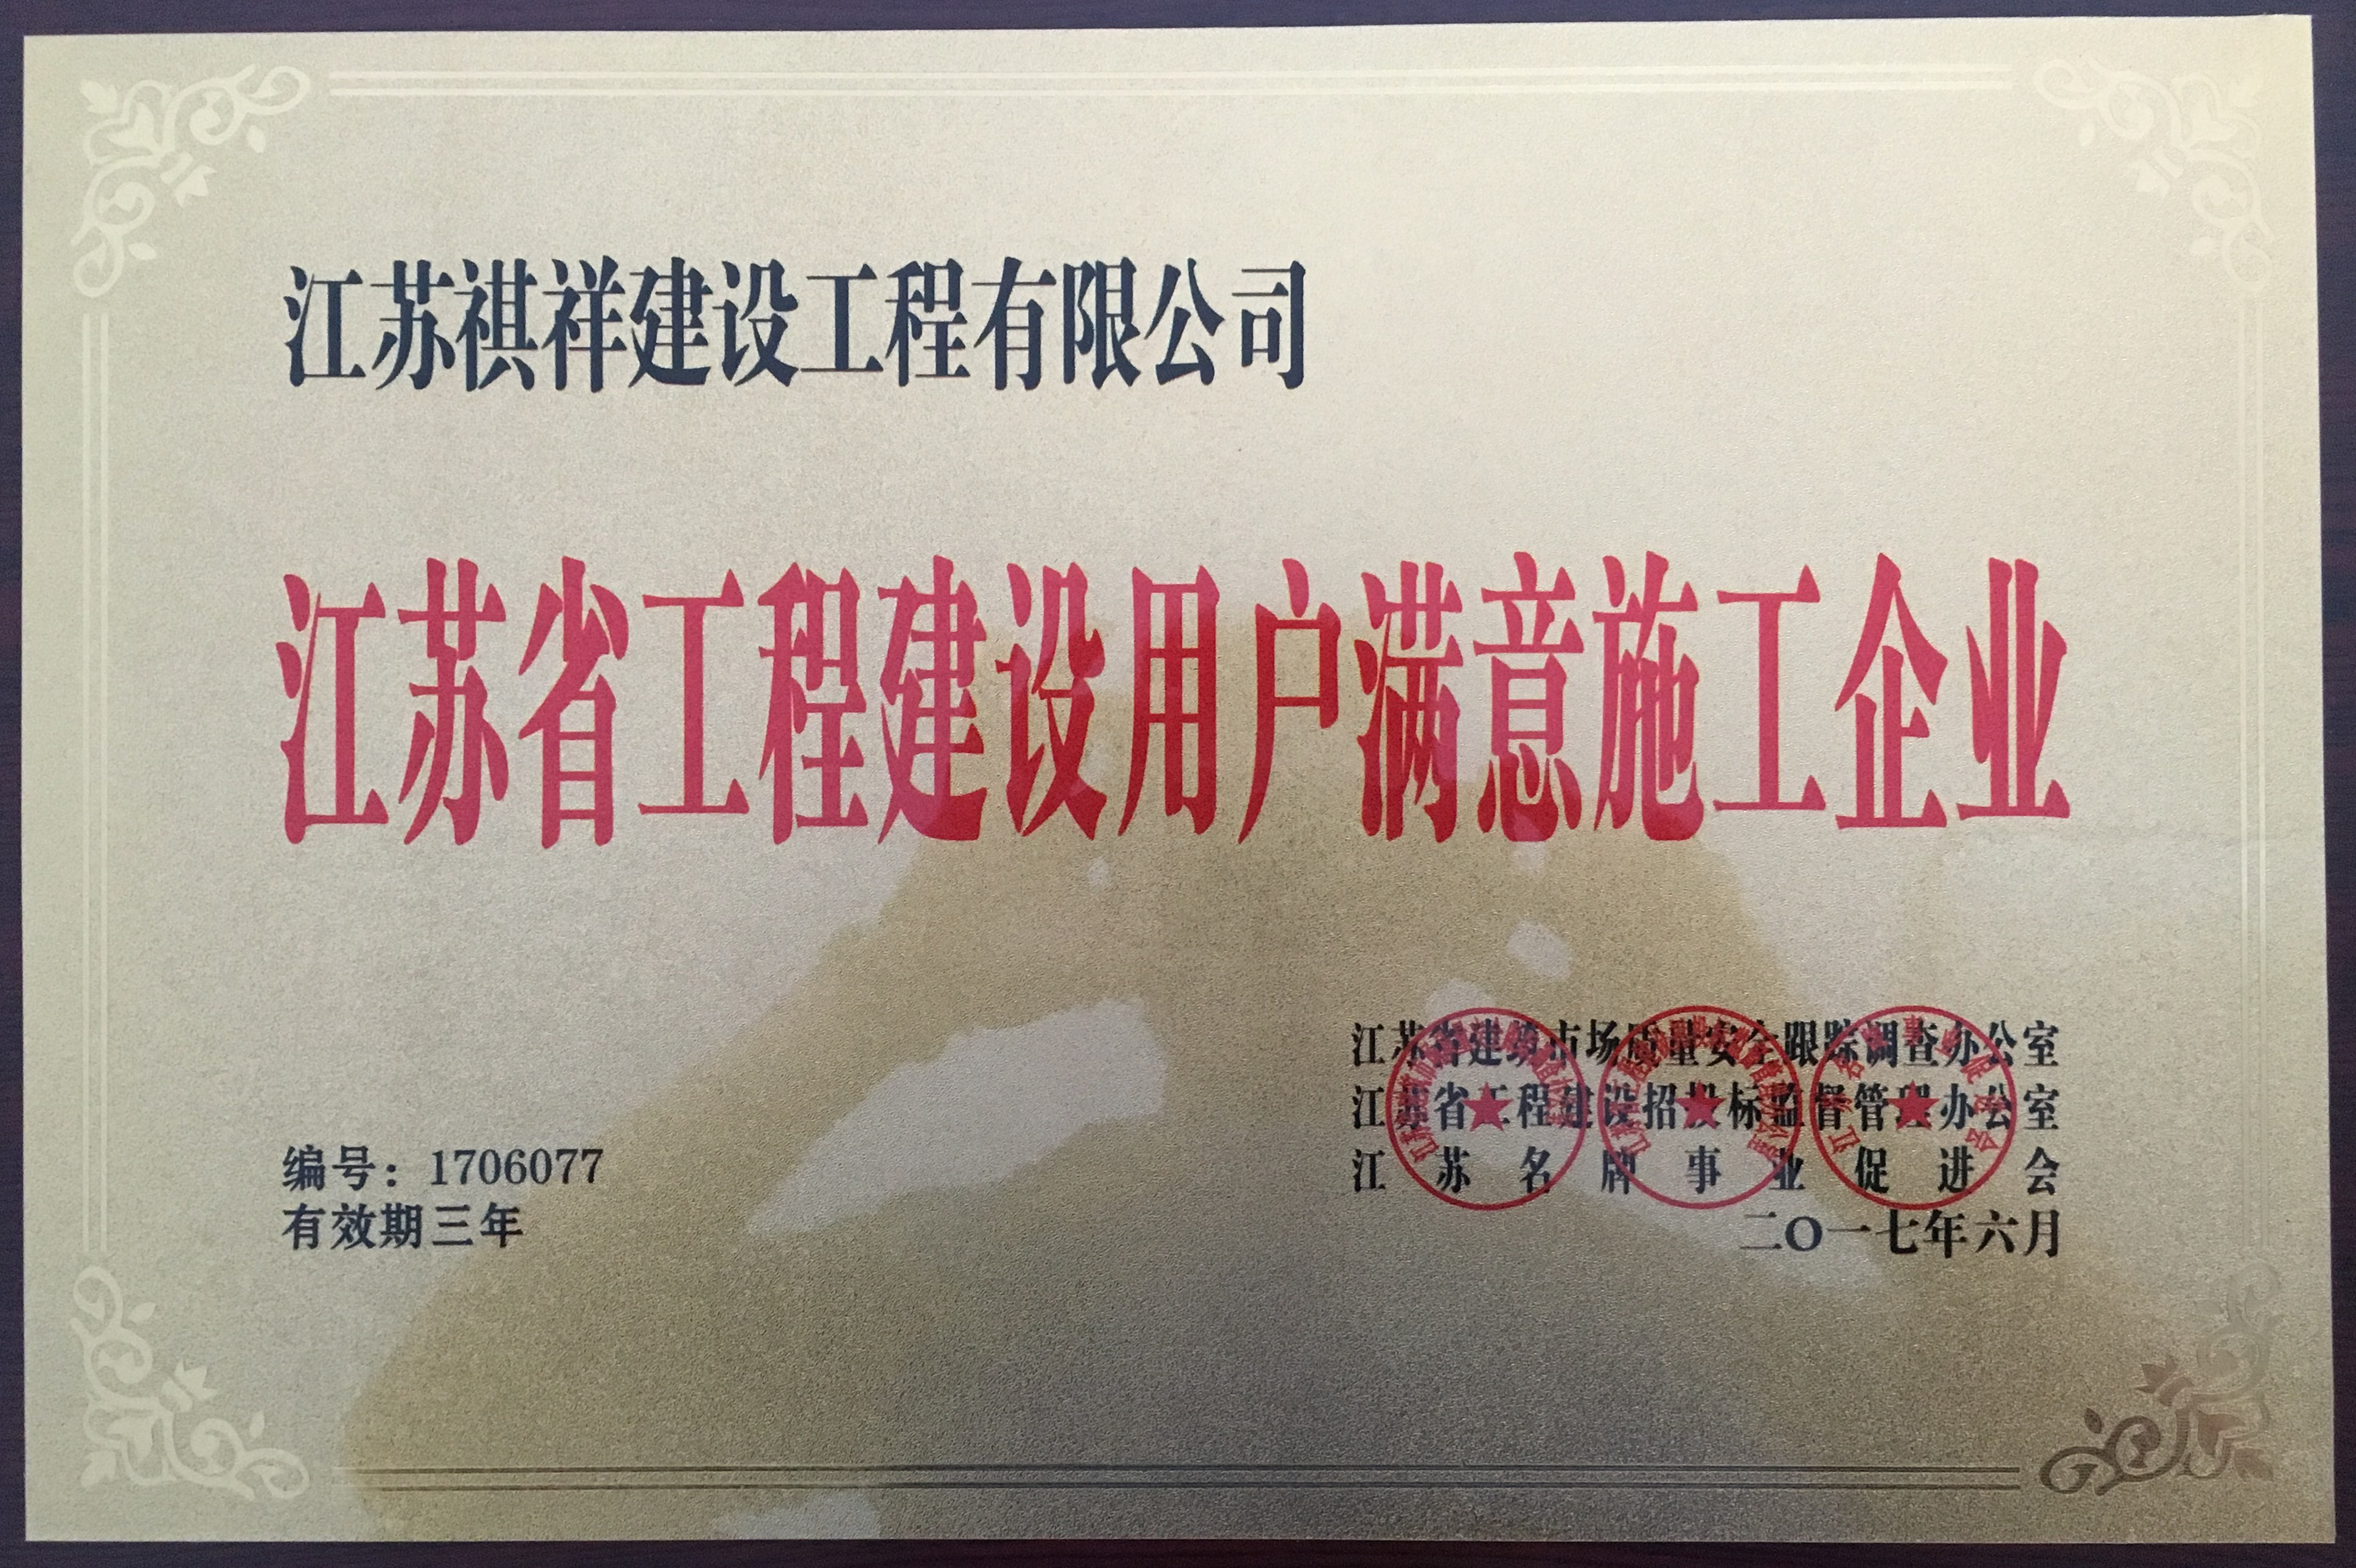 江苏祺祥建设工程有限公司
江苏省工程建设用户满意施工企业
江苏省建筑市场质量安全跟踪调查办公室
江苏省工程建设招投标监督管理办公室
江苏名牌事业促进会
二〇一七年六月
编号：1706077
有效期三年